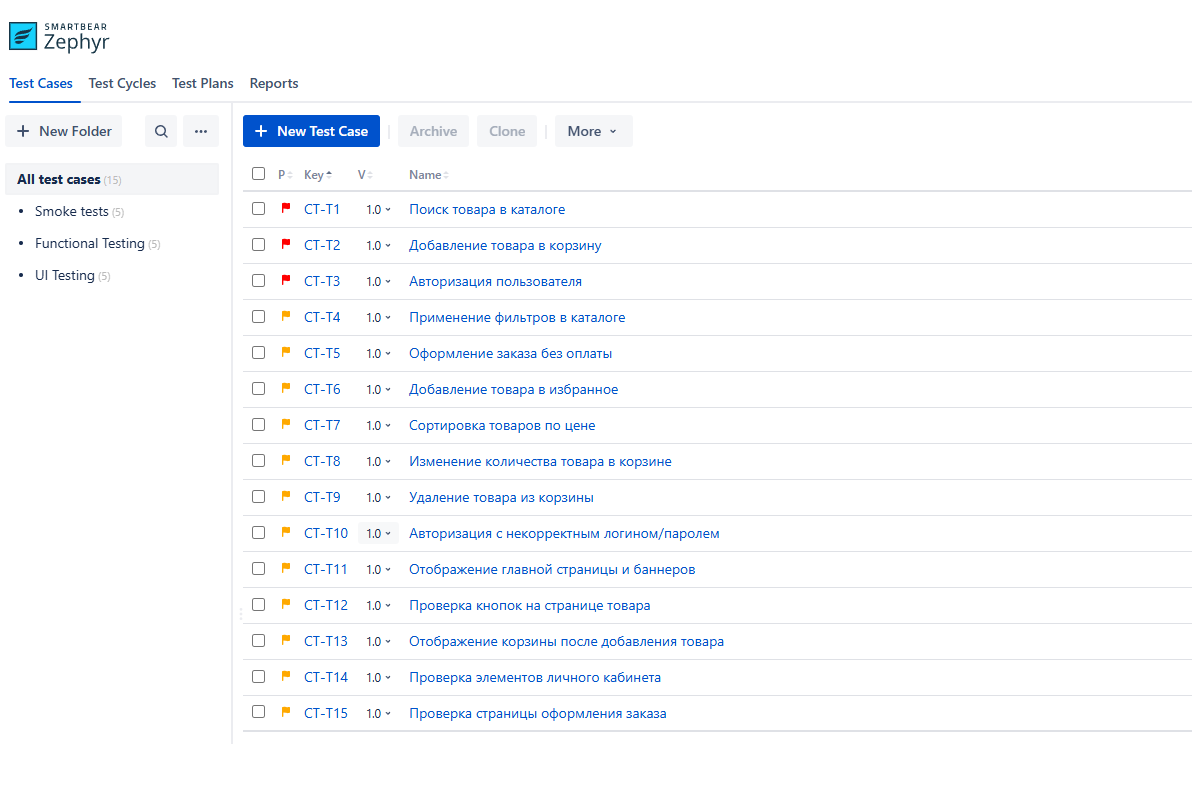 SMARTBEAR
Zephyr
Test Cases Test Cycles Test Plans Reports
+ New Folder ... + New Test Case Archive Clone More
P Key V Name
All test cases (15)
• Smoke tests (5)
• Functional Testing (5)
• UI Testing (5)
CT-T1 1.0 Поиск товара в каталоге
CT-T2 1.0 Добавление товара в корзину
CT-T3 1.0 Авторизация пользователя
CT-T4 1.0 Применение фильтров в каталоге
CT-T5 1.0 Оформление заказа без оплаты
CT-T6 1.0 Добавление товара в избранное
CT-T7 1.0 Сортировка товаров по цене
CT-T8 1.0 Изменение количества товара в корзине
CT-T9 1.0 Удаление товара из корзины
CT-T10 1.0 Авторизация с некорректным логином/паролем
CT-T11 1.0 Отображение главной страницы и баннеров
CT-T12 1.0 Проверка кнопок на странице товара
CT-T13 1.0 Отображение корзины после добавления товара
CT-T14 1.0 Проверка элементов личного кабинета
CT-T15 1.0 Проверка страницы оформления заказа